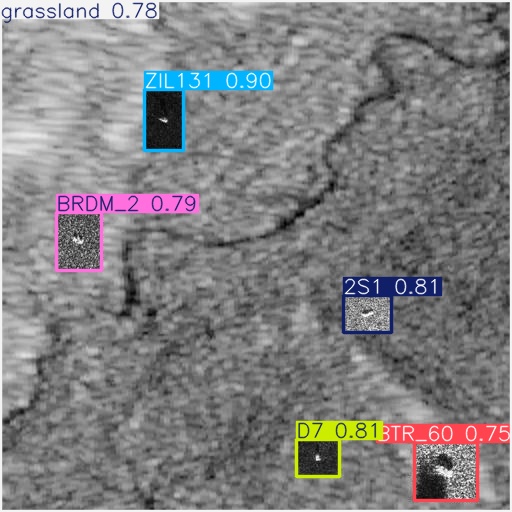 grassland 0.78
ZIL131 0.90
BRDM_2 0.79
2S1 0.81
D7 0.81
BTR_60 0.75